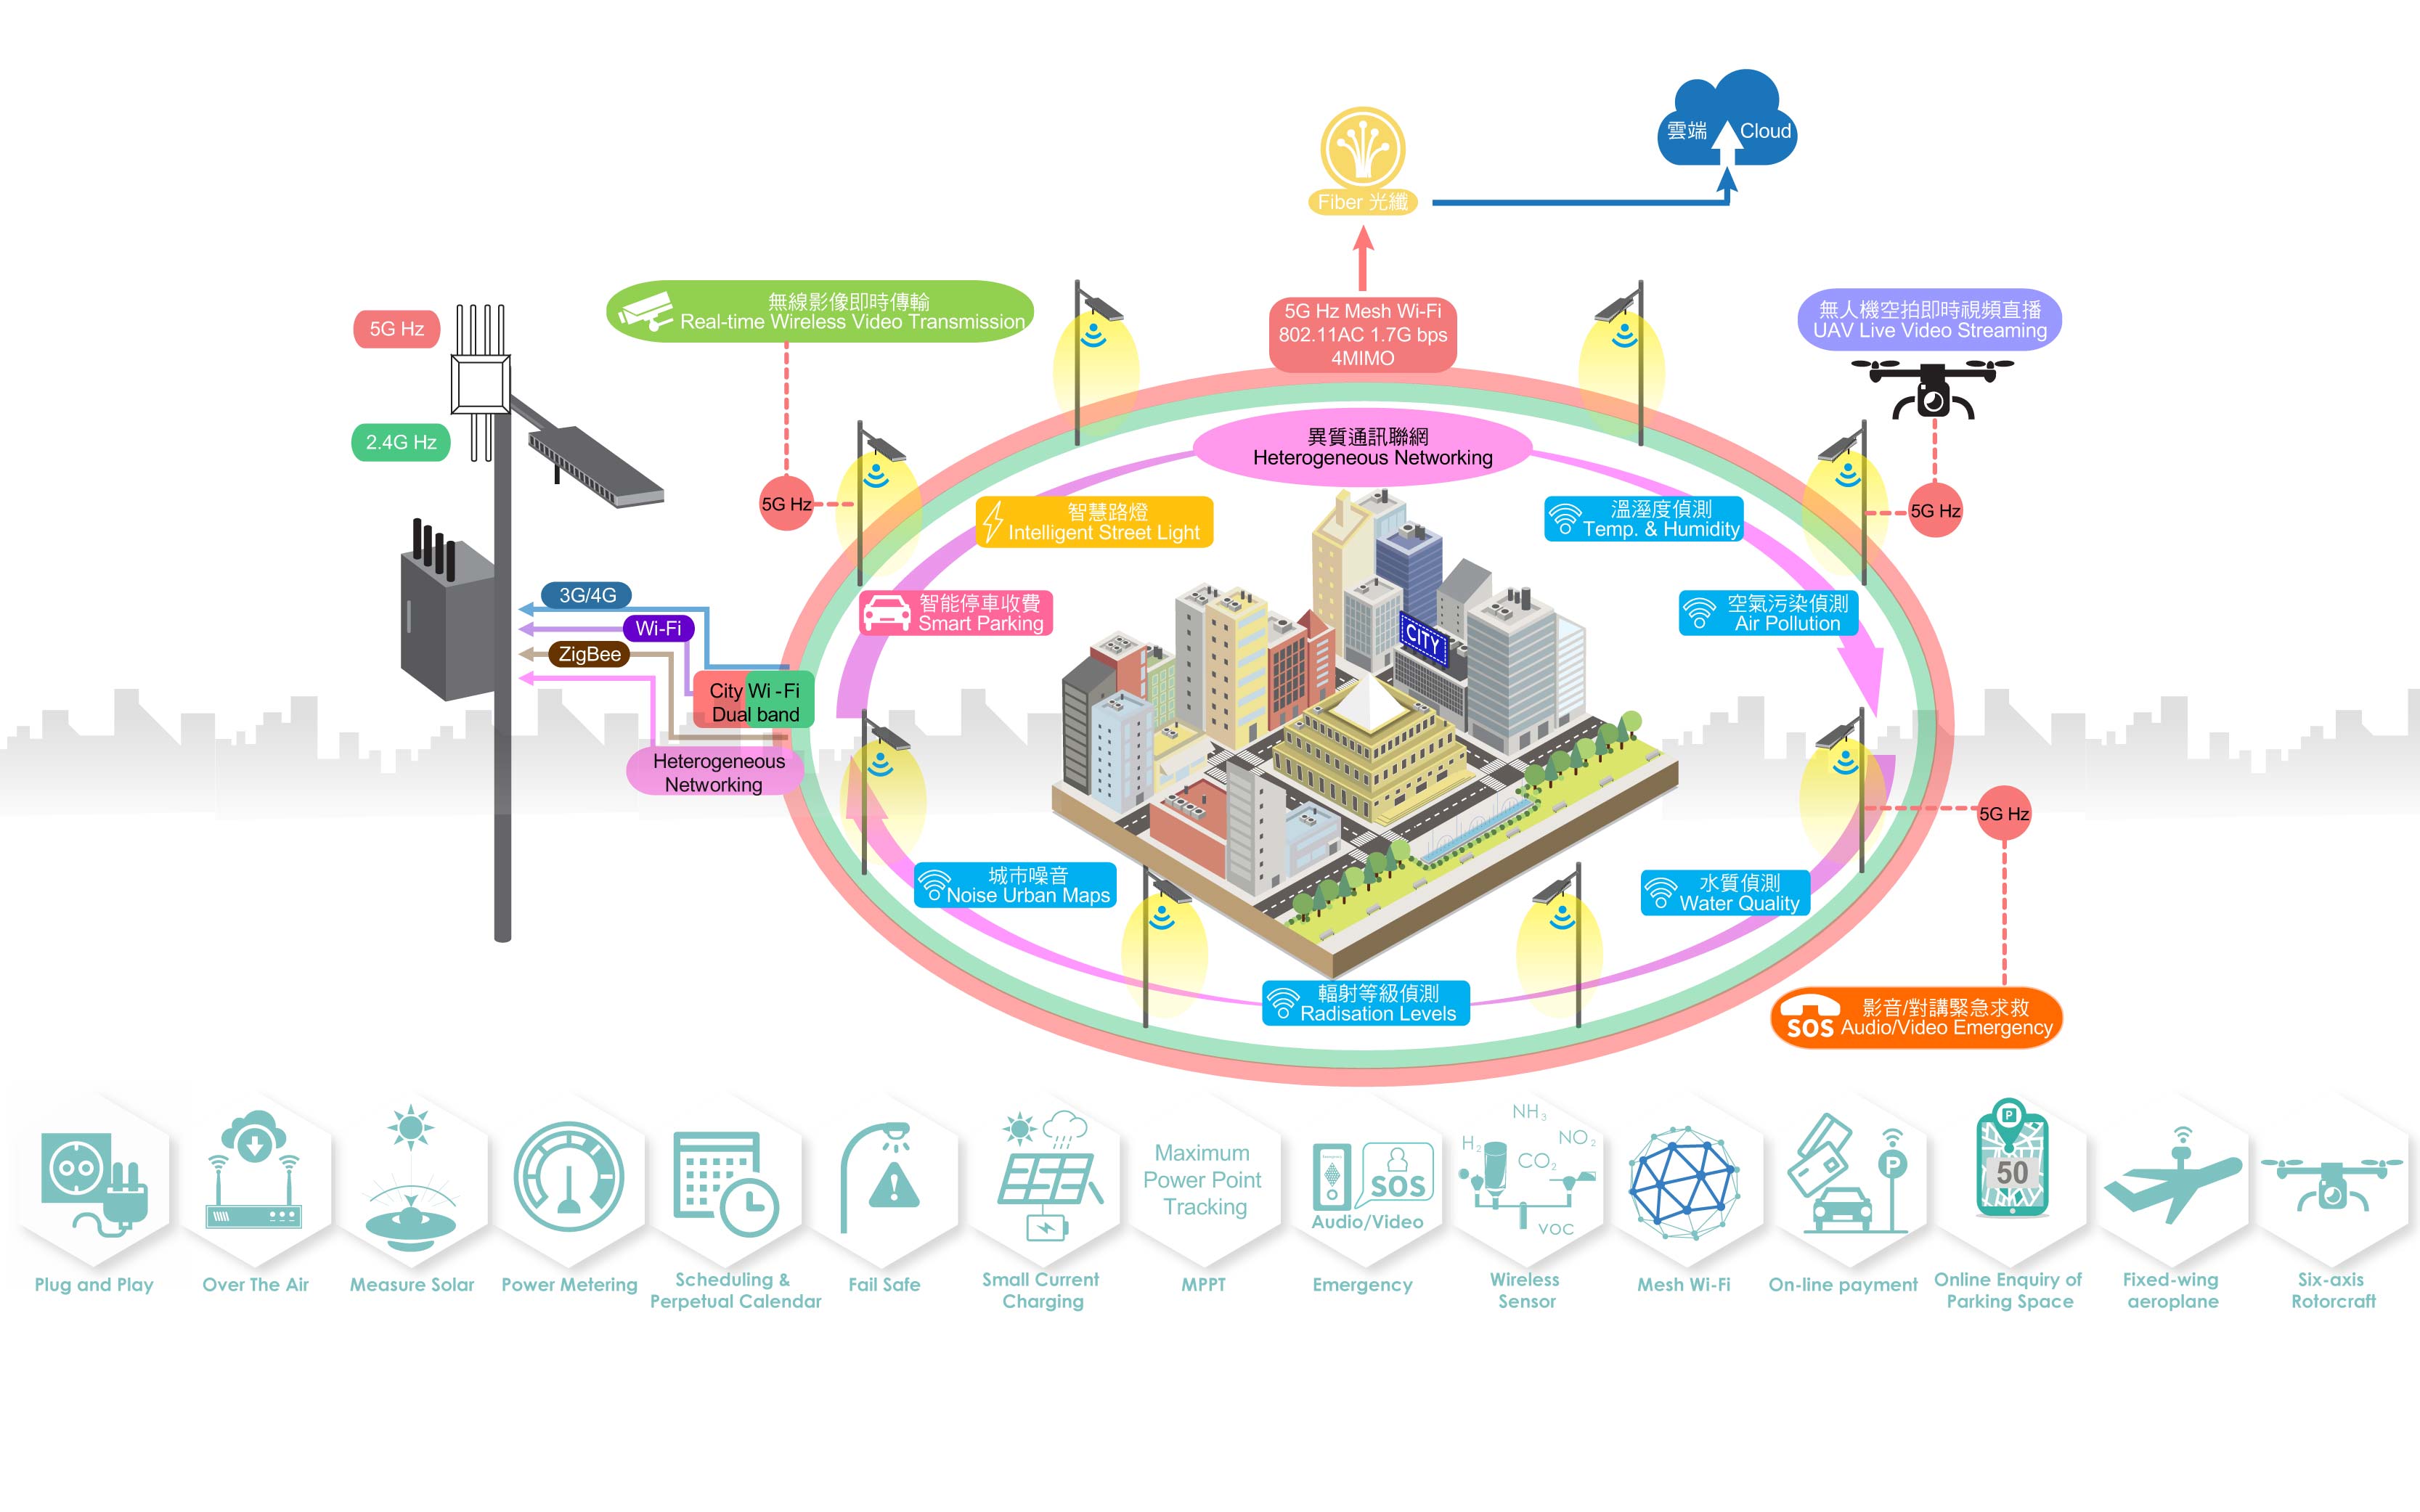 雲端 Cloud
Fiber 光纖
無線影像即時傳輸
Real-time Wireless Video Transmission
5G Hz Mesh Wi-Fi
802.11AC 1.7G bps
4MIMO
無人機空拍即時視頻直播
UAV Live Video Streaming
5G Hz
2.4G Hz
異質通訊聯網
Heterogeneous Networking
5G Hz
智慧路燈
Intelligent Street Light
溫溼度偵測
Temp. & Humidity
5G Hz
3G/4G
Wi-Fi
ZigBee
智能停車收費
Smart Parking
空氣污染偵測
Air Pollution
CITY
City Wi -Fi
Dual band
Heterogeneous
Networking
5G Hz
城市噪音
Noise Urban Maps
水質偵測
Water Quality
輻射等級偵測
Radisation Levels
SOS
影音/對講緊急求救
Audio/Video Emergency
Maximum
Power Point
Tracking
SOS
Audio/Video
NH3
H2
NO2
CO2
VOC
P
P
50
Plug and Play
Over The Air
Measure Solar
Power Metering
Scheduling &
Perpetual Calendar
Fail Safe
Small Current
Charging
MPPT
Emergency
Wireless
Sensor
Mesh Wi-Fi
On-line payment
Online Enquiry of
Parking Space
Fixed-wing
aeroplane
Six-axis
Rotorcraft